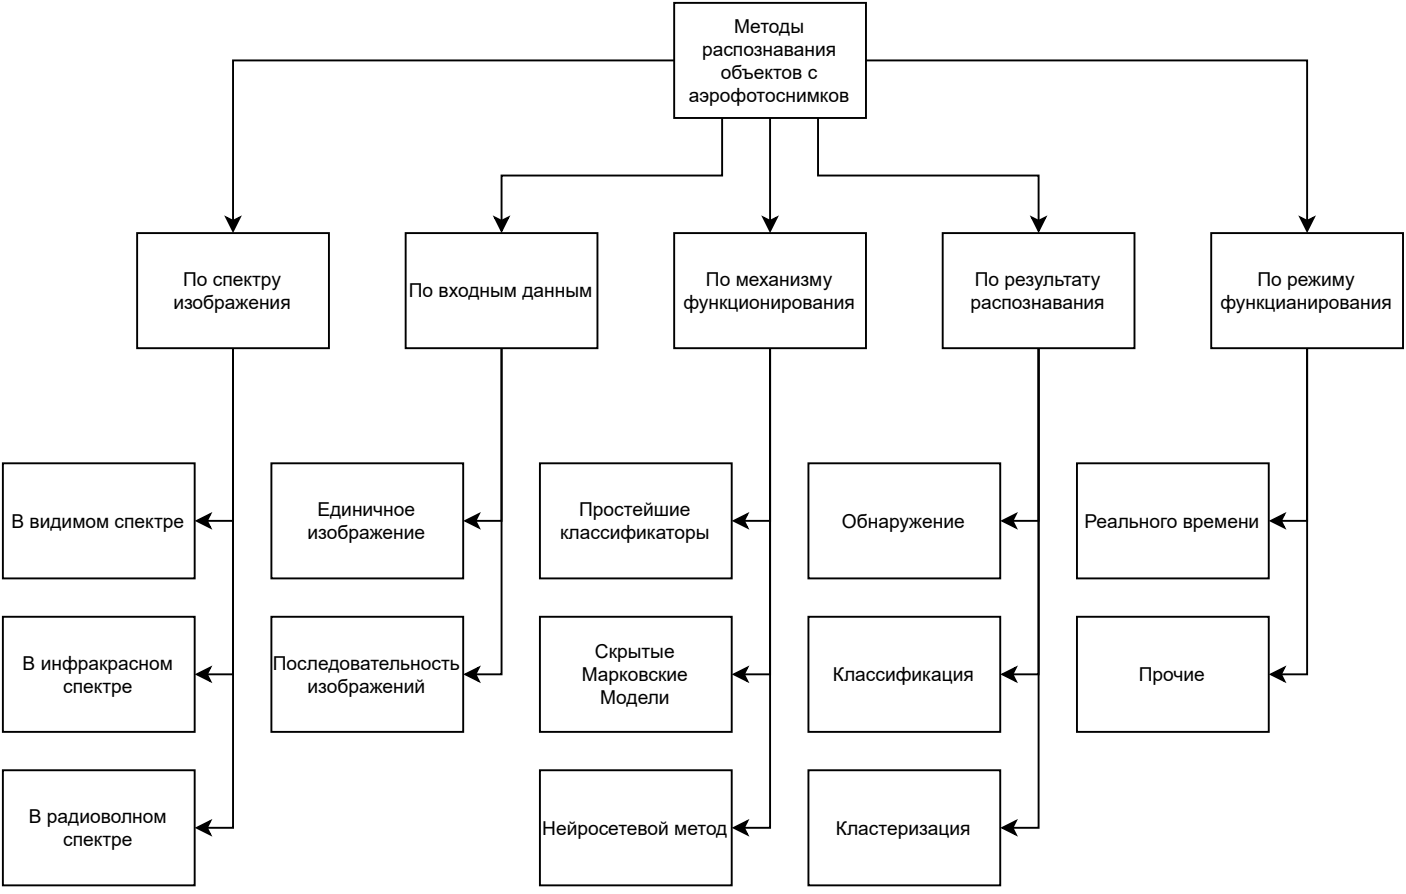 Методы
распознавания
объектов с
аэрофотоснимков
По спектру
изображения
По входным данным
По механизму
функционирования
По результату
распознавания
По режиму
функцианирования
В видимом спектре
Единичное
изображение
Простейшие
классификаторы
Обнаружение
Реального времени
В инфракрасном
спектре
Последовательность
изображений
Скрытые
Марковские
Модели
Классификация
Прочие
В радиоволном
спектре
Нейросетевой метод
Кластеризация